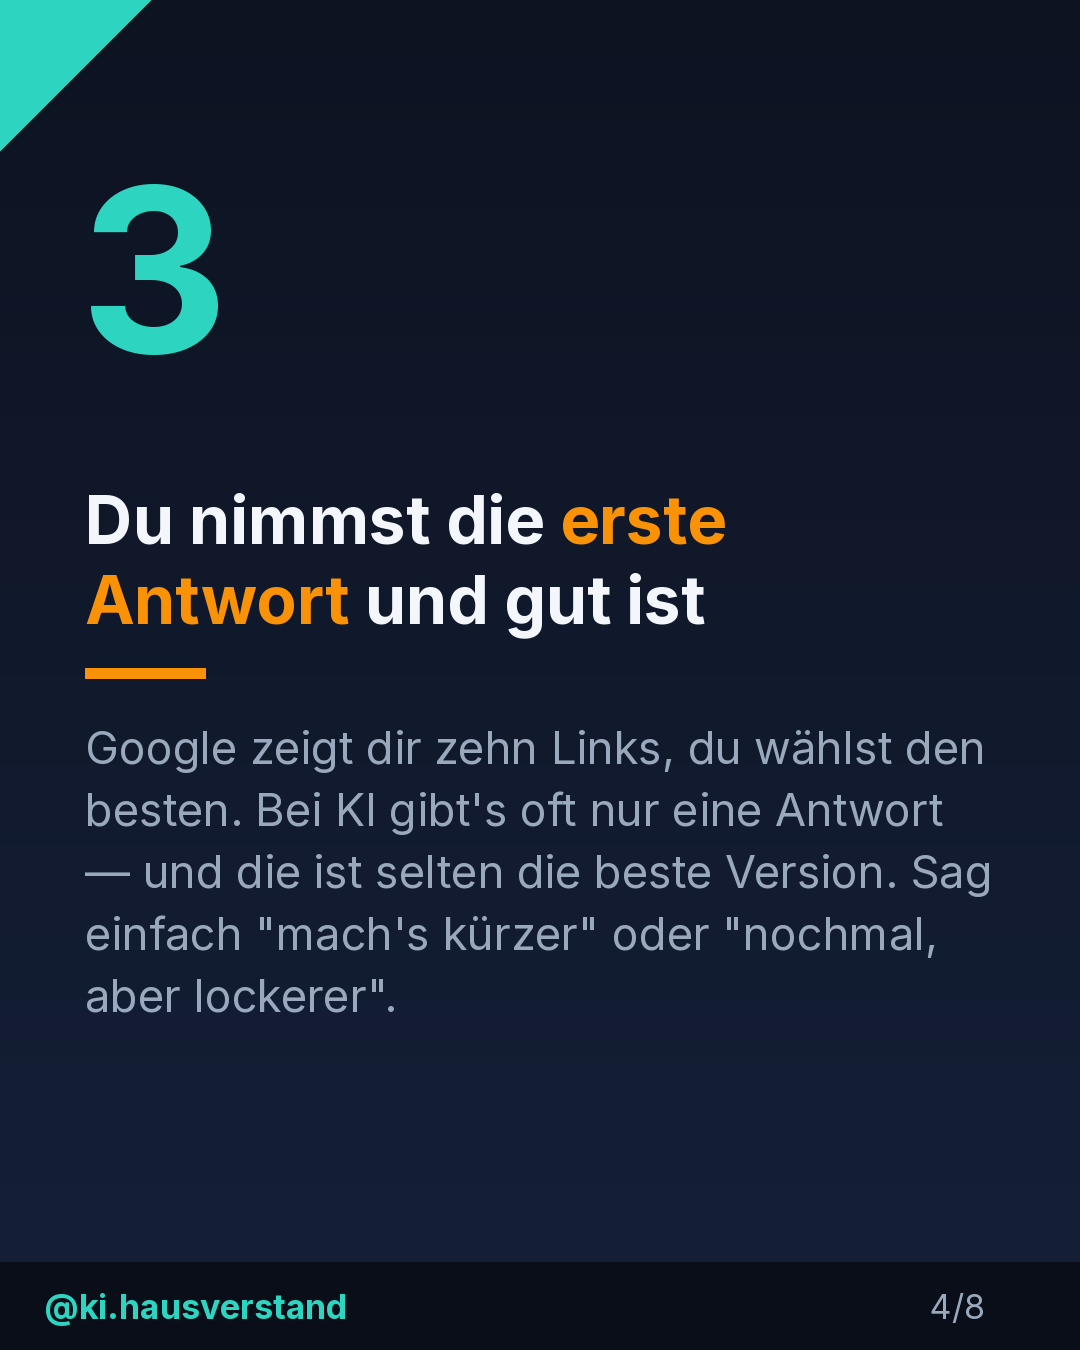 3
Du nimmst die erste
Antwort und gut ist
Google zeigt dir zehn Links, du wählst den
besten. Bei KI gibt's oft nur eine Antwort
— und die ist selten die beste Version. Sag
einfach "mach's kürzer" oder "nochmal,
aber lockerer".
@ki.hausverstand
4/8